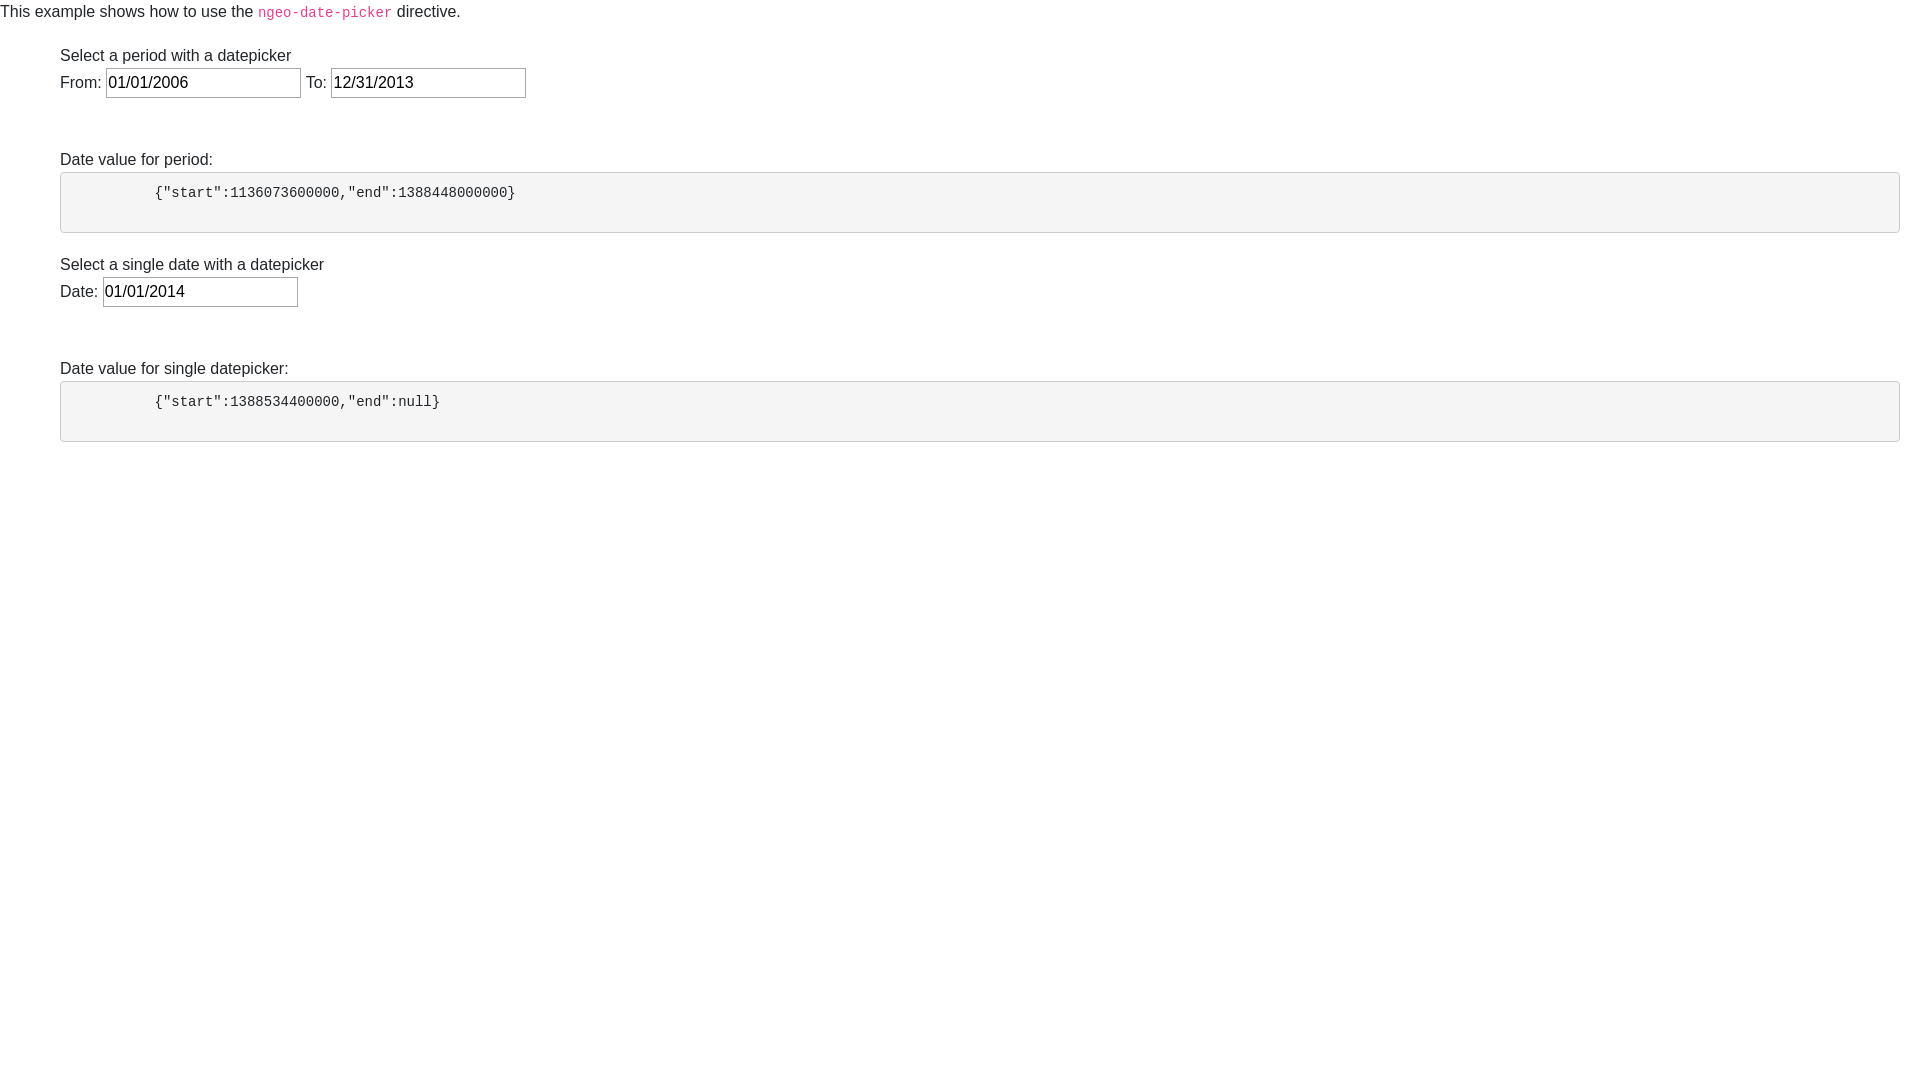 This example shows how to use the ngeo-date-picker directive.
Select a period with a datepicker
From: 01/01/2006 To: 12/31/2013
Date value for period:
{"start":1136073600000,"end":1388448000000}
Select a single date with a datepicker
Date: 01/01/2014
Date value for single datepicker:
{"start":1388534400000,"end":null}